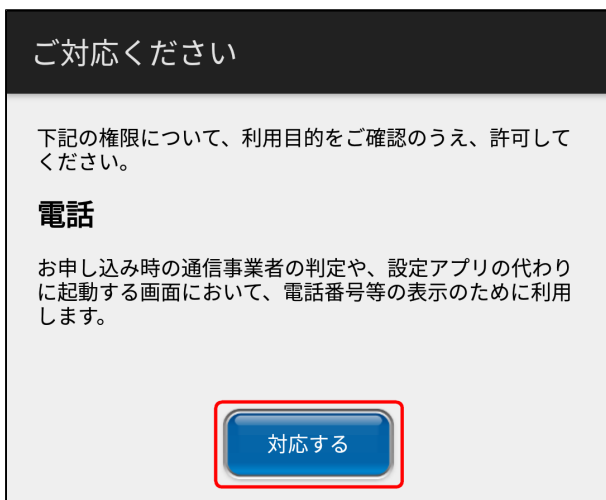 ご対応ください
下記の権限について、利用目的をご確認のうえ、許可して
ください。
電話
お申し込み時の通信事業者の判定や、設定アプリの代わり
に起動する画面において、電話番号等の表示のために利用
します。
対応する